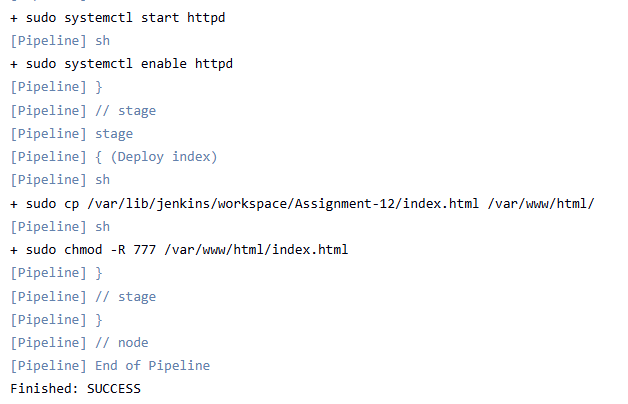 + sudo systemctl start httpd
[Pipeline] sh
+ sudo systemctl enable httpd
[Pipeline] }
[Pipeline] // stage
[Pipeline] stage
[Pipeline] { (Deploy index)
[Pipeline] sh
+ sudo cp /var/lib/jenkins/workspace/Assignment-12/index.html /var/www/html/
[Pipeline] sh
+ sudo chmod -R 777 /var/www/html/index.html
[Pipeline] }
[Pipeline] // stage
[Pipeline] }
[Pipeline] // node
[Pipeline] End of Pipeline
Finished: SUCCESS